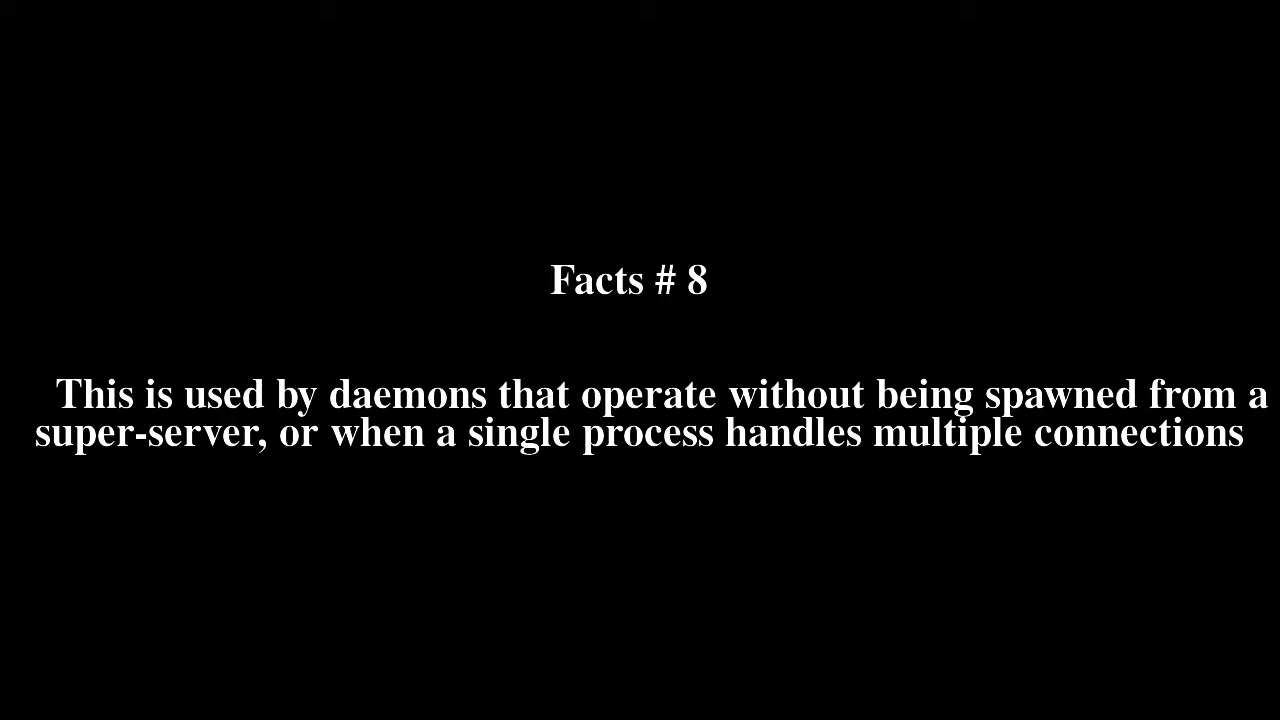 Facts # 8
This is used by daemons that operate without being spawned from a
super-server, or when a single process handles multiple connections